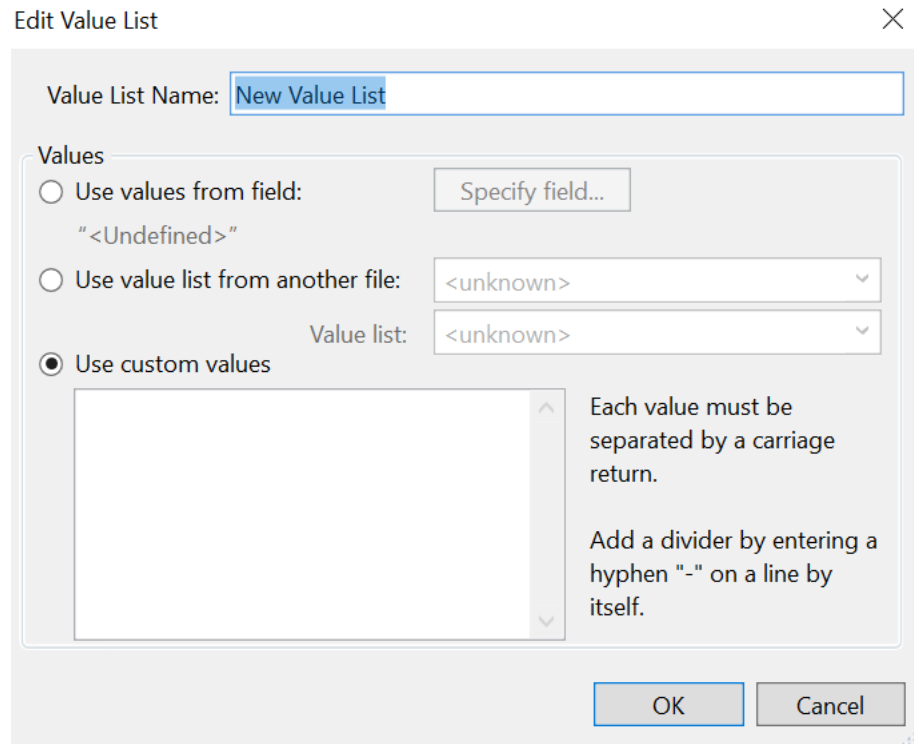 Edit Value List
Value List Name: New Value List
Values
Use values from field: Specify field...
“<Undefined>”
Use value list from another file: <unknown>
Value list: <unknown>
Use custom values
Each value must be
separated by a carriage
return.
Add a divider by entering a
hyphen "-" on a line by
itself.
OK Cancel